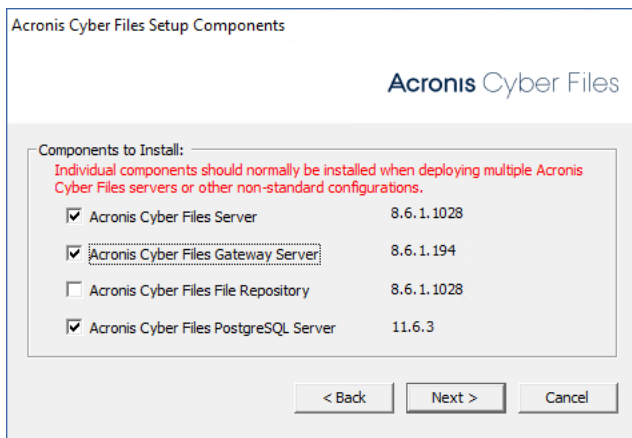 Acronis Cyber Files Setup Components
Acronis Cyber Files
Components to Install:
Individual components should normally be installed when deploying multiple Acronis
Cyber Files servers or other non-standard configurations.
Acronis Cyber Files Server 8.6.1.1028
Acronis Cyber Files Gateway Server 8.6.1.194
Acronis Cyber Files File Repository 8.6.1.1028
Acronis Cyber Files PostgreSQL Server 11.6.3
< Back Next > Cancel